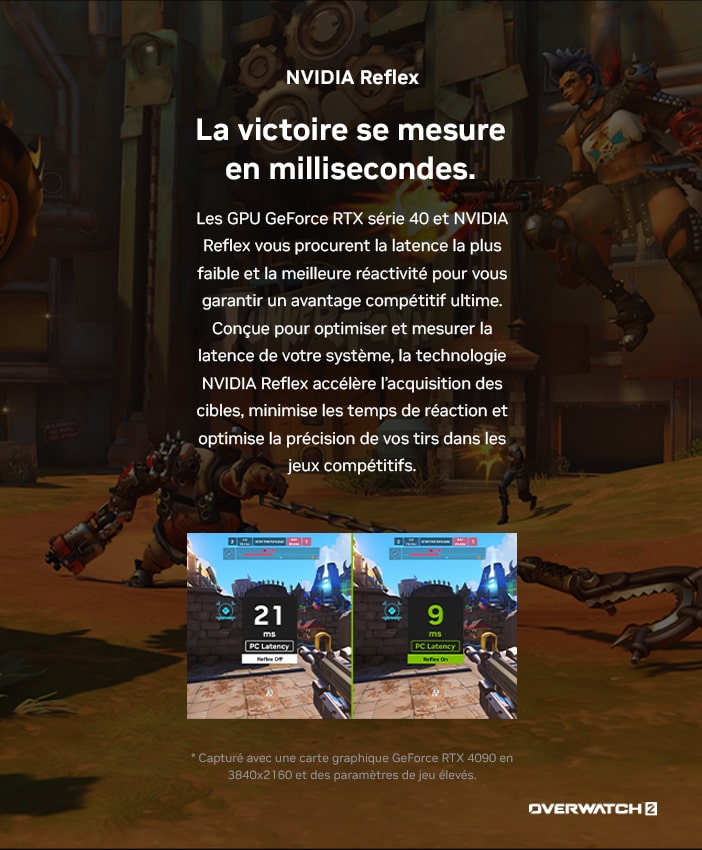 NVIDIA Reflex
La victoire se mesure
en millisecondes.
Les GPU GeForce RTX série 40 et NVIDIA
Reflex vous procurent la latence la plus
faible et la meilleure réactivité pour vous
garantir un avantage compétitif ultime.
Conçue pour optimiser et mesurer la
latence de votre système, la technologie
NVIDIA Reflex accélère l'acquisition des
cibles, minimise les temps de réaction et
optimise la précision de vos tirs dans les
jeux compétitifs.
21
ms
PC Latency
Reflex Off
9
ms
PC Latency
Reflex On
* Capturé avec une carte graphique GeForce RTX 4090 en
3840x2160 et des paramètres de jeu élevés.
OVERWATCH 2